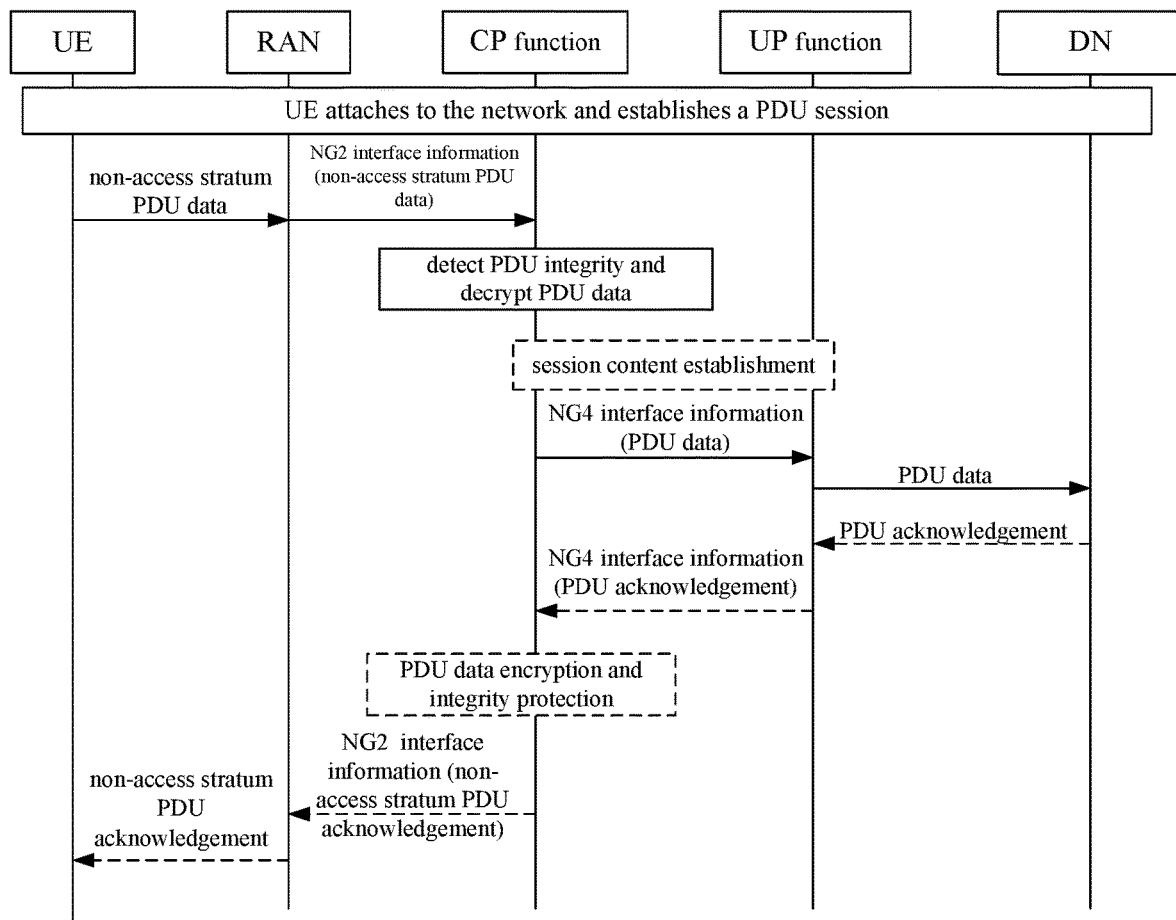 UE
RAN
CP function
UP function
DN
UE attaches to the network and establishes a PDU session
non-access stratum
PDU data
NG2 interface information
(non-access stratum PDU
data)
detect PDU integrity and
decrypt PDU data
session content establishment
NG4 interface information
(PDU data)
PDU data
PDU acknowledgement
NG4 interface information
(PDU acknowledgement)
PDU data encryption and
integrity protection
NG2 interface
information (non-
access stratum PDU
acknowledgement)
non-access stratum
PDU
acknowledgement